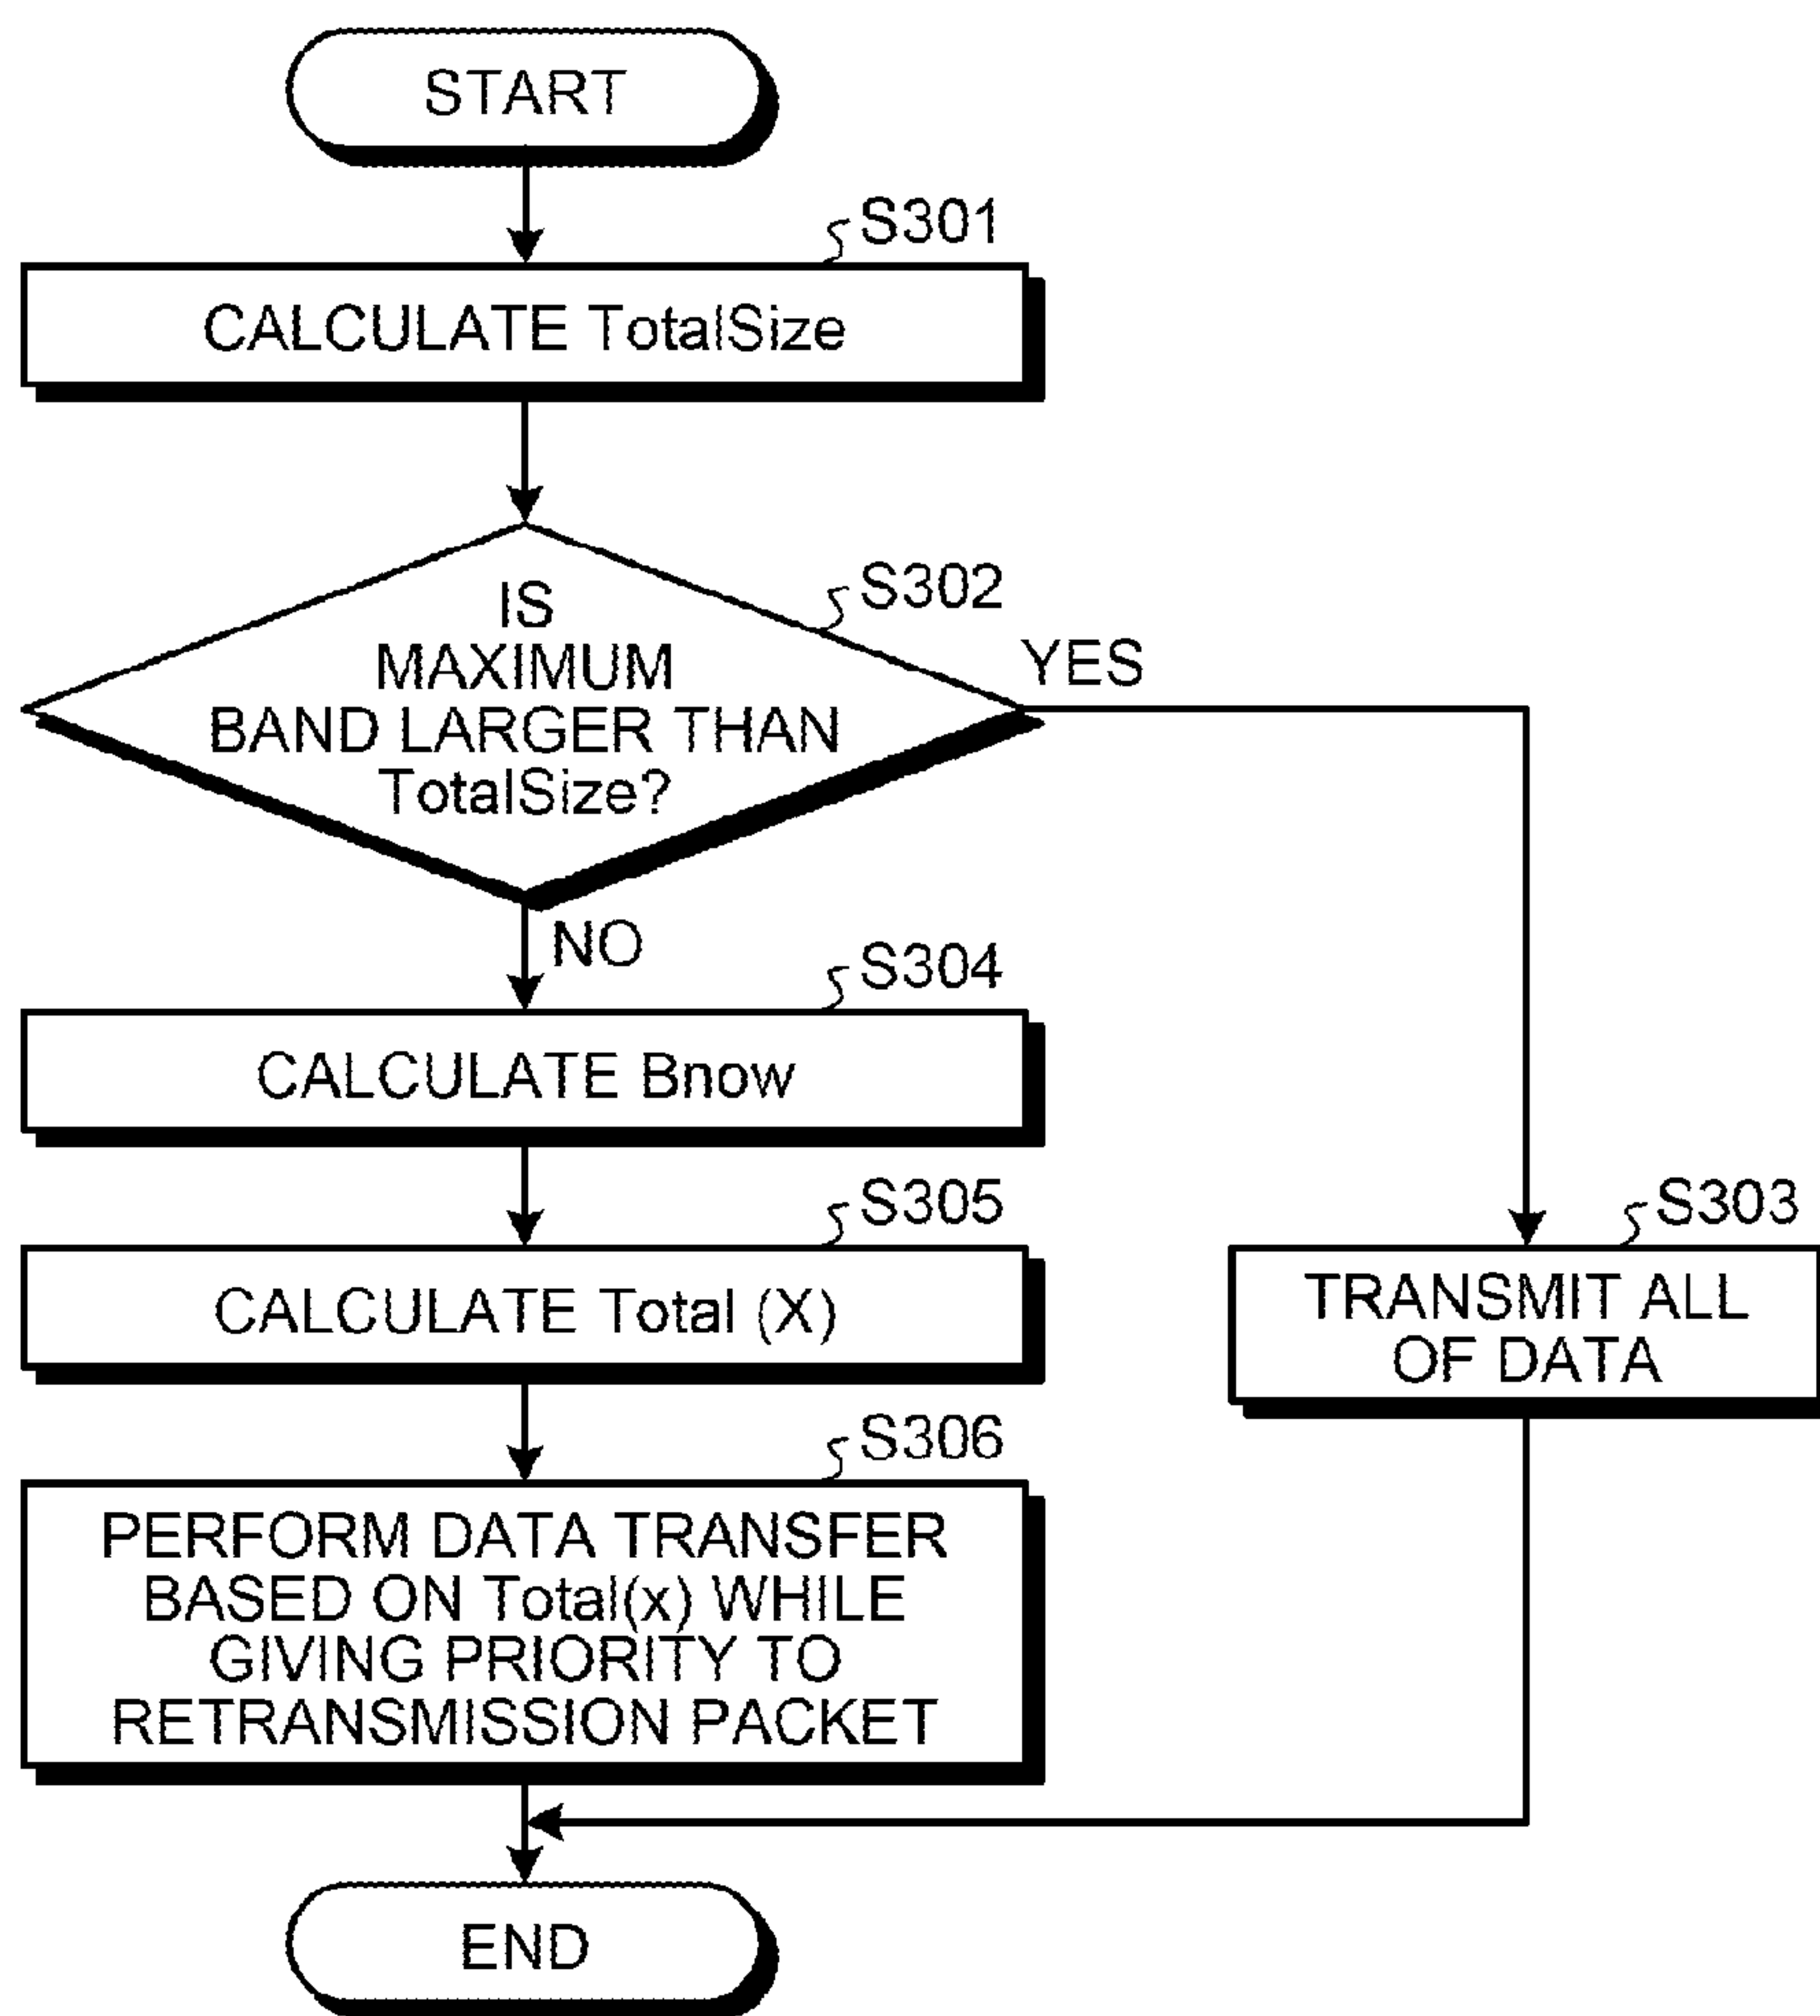 START
S301
CALCULATE TotalSize
S302
IS
MAXIMUM
BAND LARGER THAN
TotalSize?
YES
NO
S304
CALCULATE Bnow
S305
CALCULATE Total (X)
S303
TRANSMIT ALL
OF DATA
S306
PERFORM DATA TRANSFER
BASED ON Total(x) WHILE
GIVING PRIORITY TO
RETRANSMISSION PACKET
END